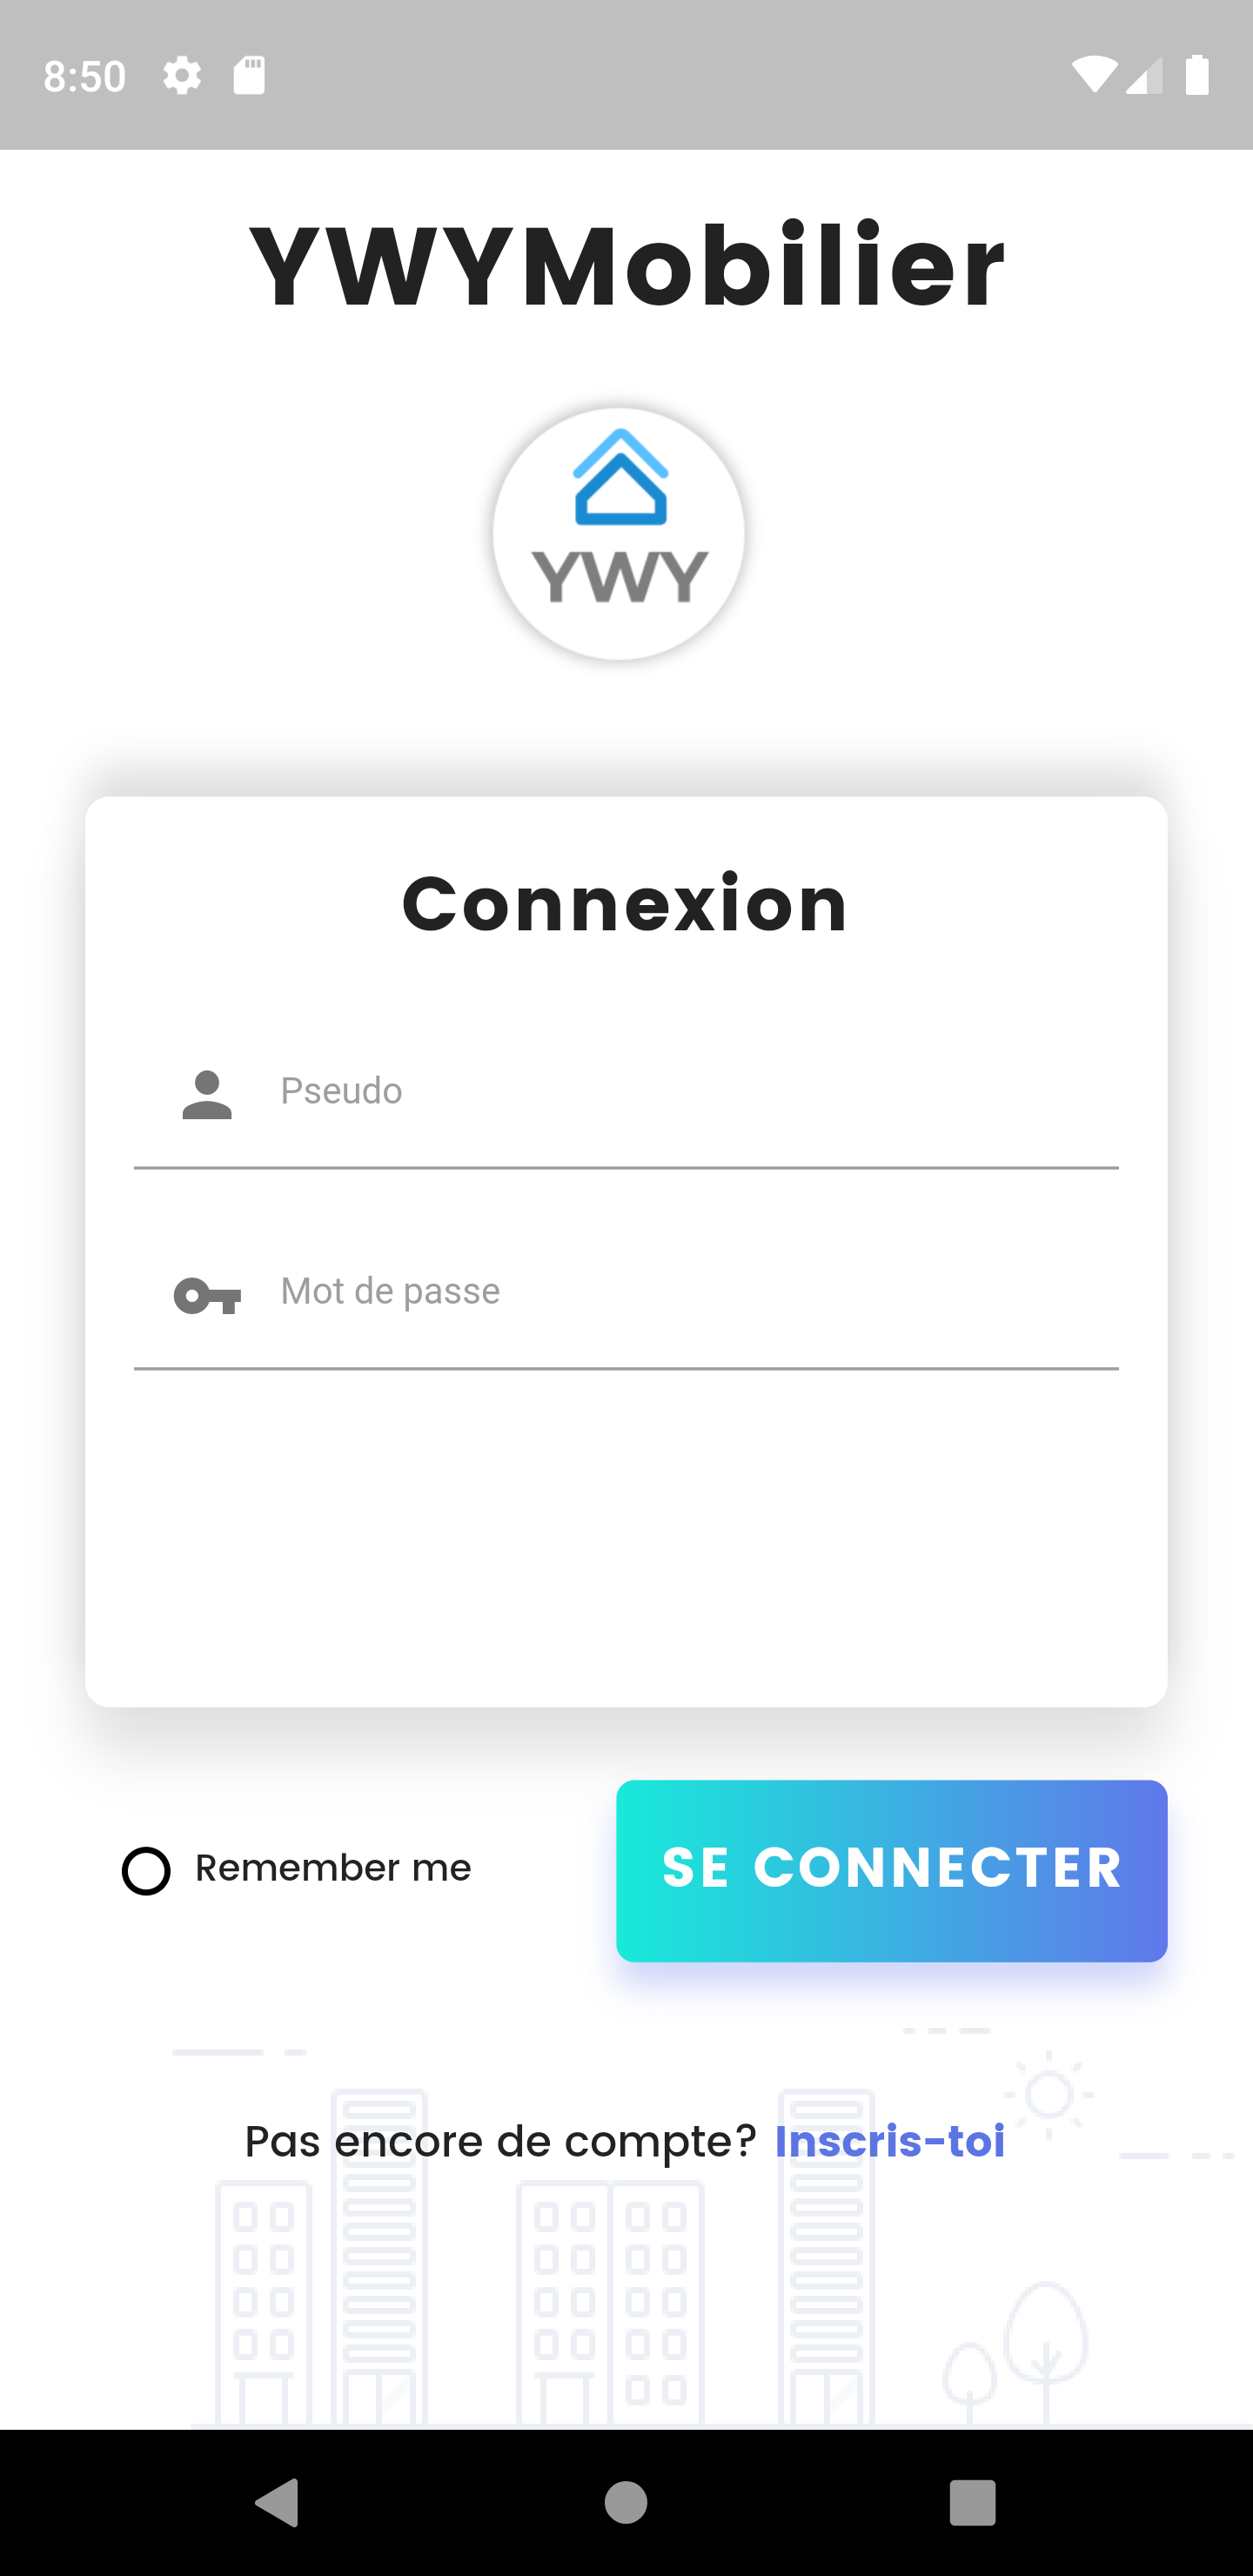 8:50
YWYMobilier
YWY
Connexion
Pseudo
Mot de passe
Remember me
SE CONNECTER
Pas encore de compte? Inscris-toi